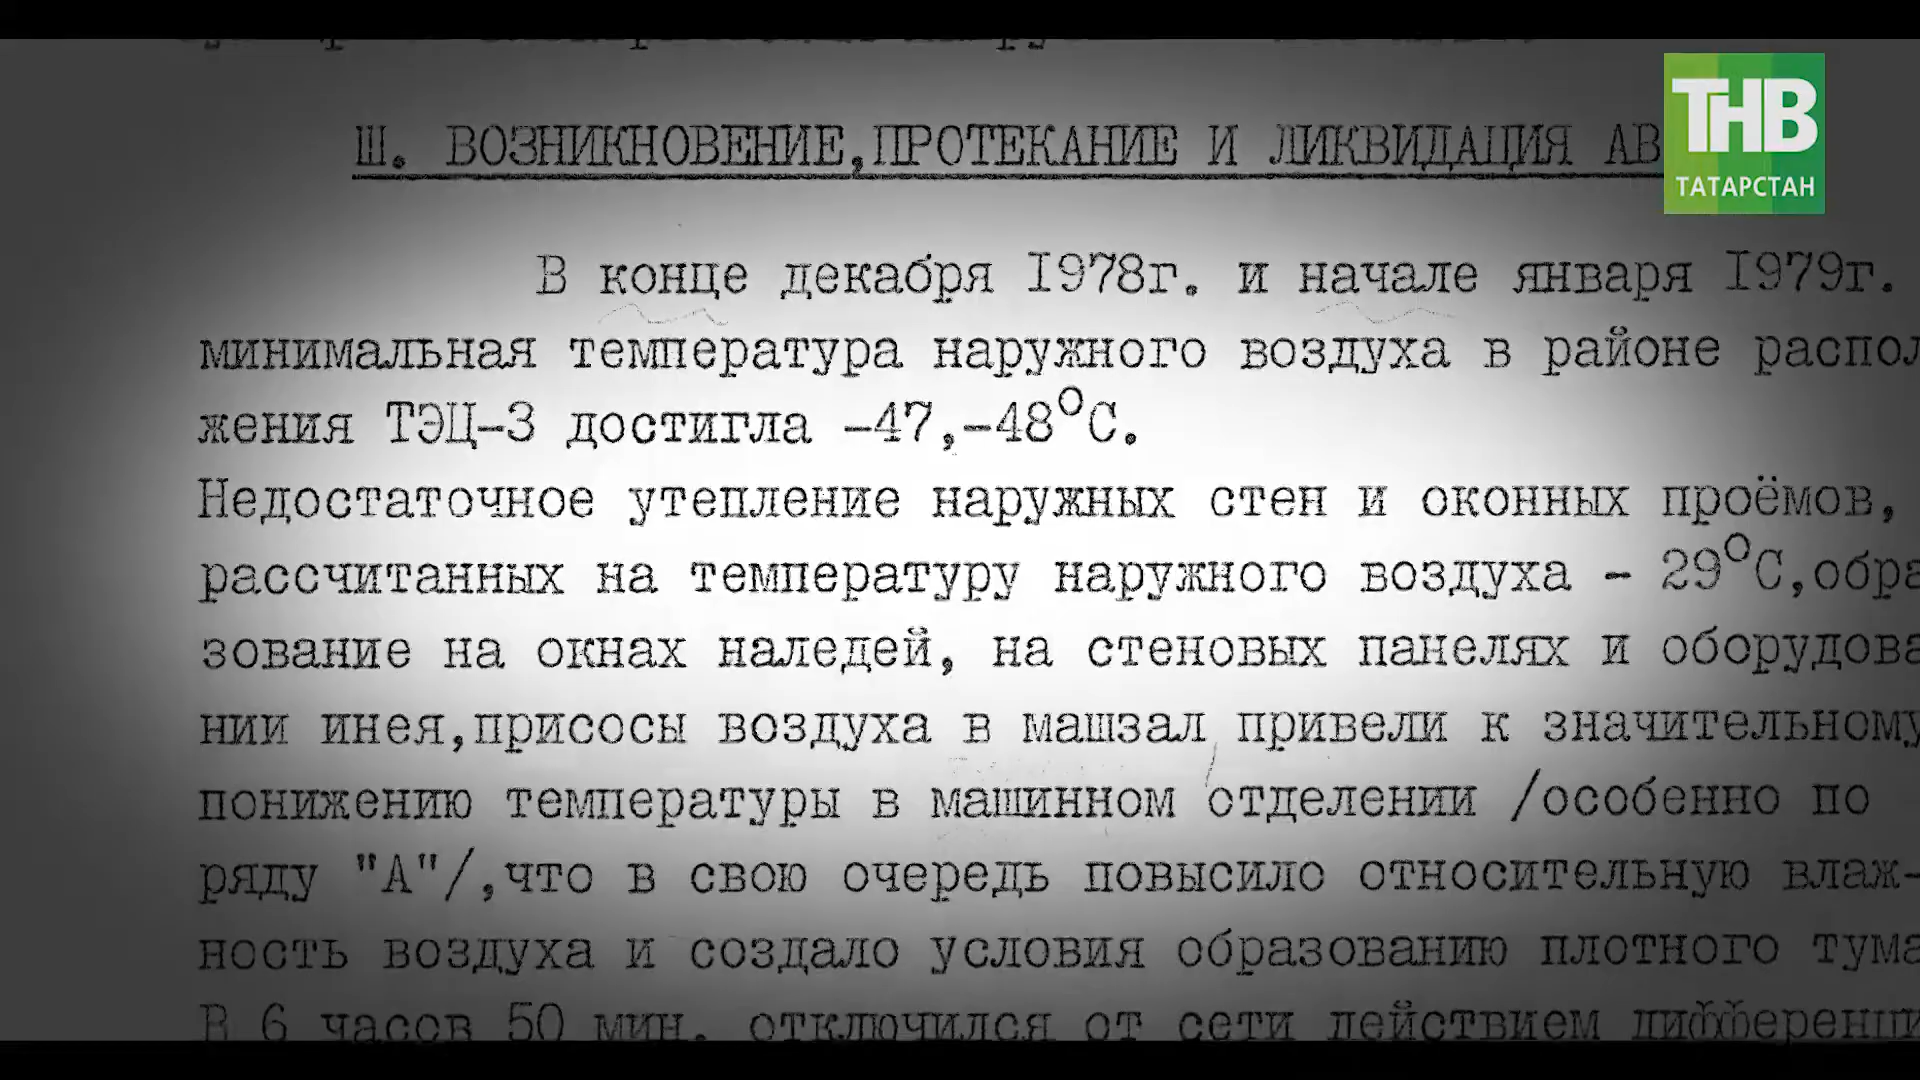 Ш. ВОЗНИКНОВЕНИЕ,ПРОТЕКАНИЕ И ЛИКВИДАЦИЯ АВ
ТНВ
ТАТАРСТАН
В конце декабря I978г. и начале января I979г.
минимальная температура наружного воздуха в районе распол
жения ТЭЦ-3 достигла -47,-48°С.
Недостаточное утепление наружных стен и оконных проёмов,
рассчитанных на температуру наружного воздуха - 29°С,обра
зование на окнах наледей, на стеновых панелях и оборудова
нии инея,присосы воздуха в машзал привели к значительному
понижению температуры в машинном отделении /особенно по
ряду "А"/,что в свою очередь повысило относительную влаж-
ность воздуха и создало условия образованию плотного тума
В 6 часов 50 мин. отключился от сети действием дифференци